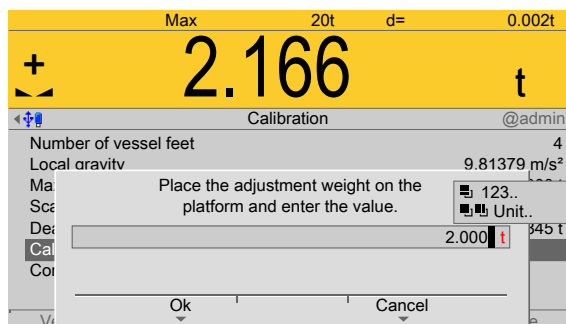 Max 20t d= 0.002t
+ 2.166 t
Calibration @admin
Number of vessel feet 4
Local gravity 9.81379 m/s²
Place the adjustment weight on the
123..
platform and enter the value.
Unit..
2.000 t
Ok Cancel